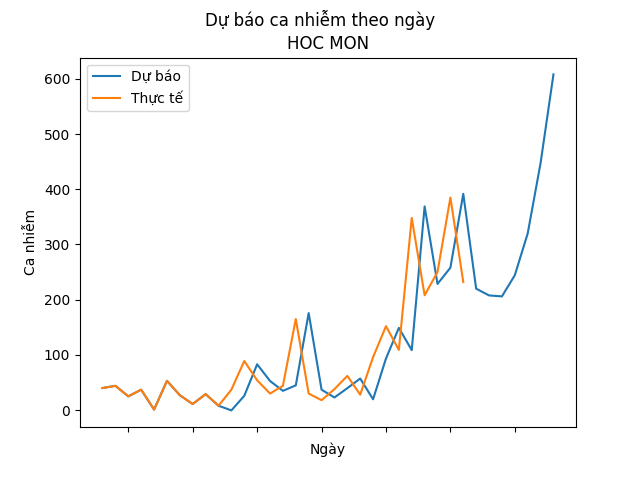 Dự báo ca nhiễm theo ngày
HOC MON
Dự báo
Thực tế
600
500
400
300
200
100
0
Ca nhiễm
Ngày